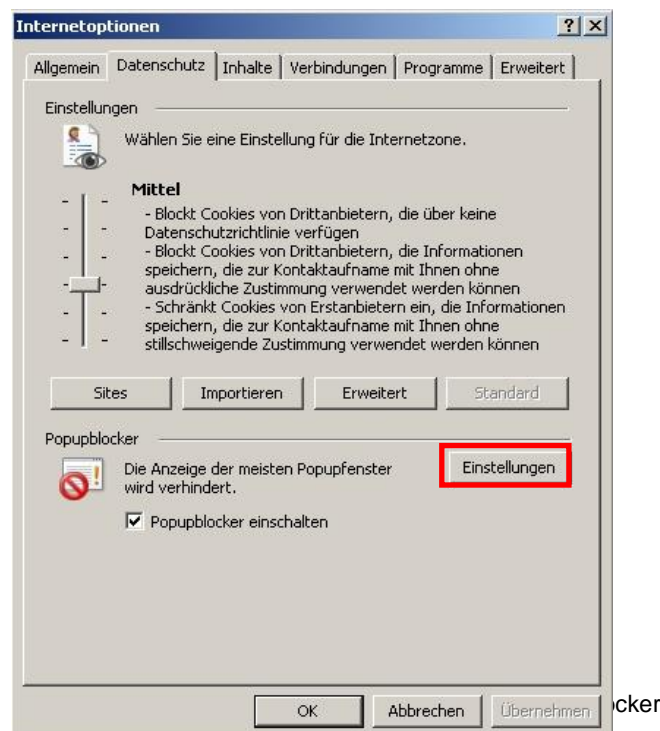 Internetoptionen
Allgemein Datenschutz Inhalte Verbindungen Programme Erweitert
Einstellungen
Wählen Sie eine Einstellung für die Internetzone.
Mittel
- Blockt Cookies von Drittanbietern, die über keine
Datenschutzrichtlinie verfügen
- Blockt Cookies von Drittanbietern, die Informationen
speichern, die zur Kontaktaufname mit Ihnen ohne
ausdrückliche Zustimmung verwendet werden können
- Schränkt Cookies von Erstanbietern ein, die Informationen
speichern, die zur Kontaktaufname mit Ihnen ohne
stillschweigende Zustimmung verwendet werden können
Sites Importieren Erweitert Standard
Popupblocker
Die Anzeige der meisten Popupfenster
wird verhindert.
Einstellungen
Popupblocker einschalten
OK Abbrechen Übernehmen